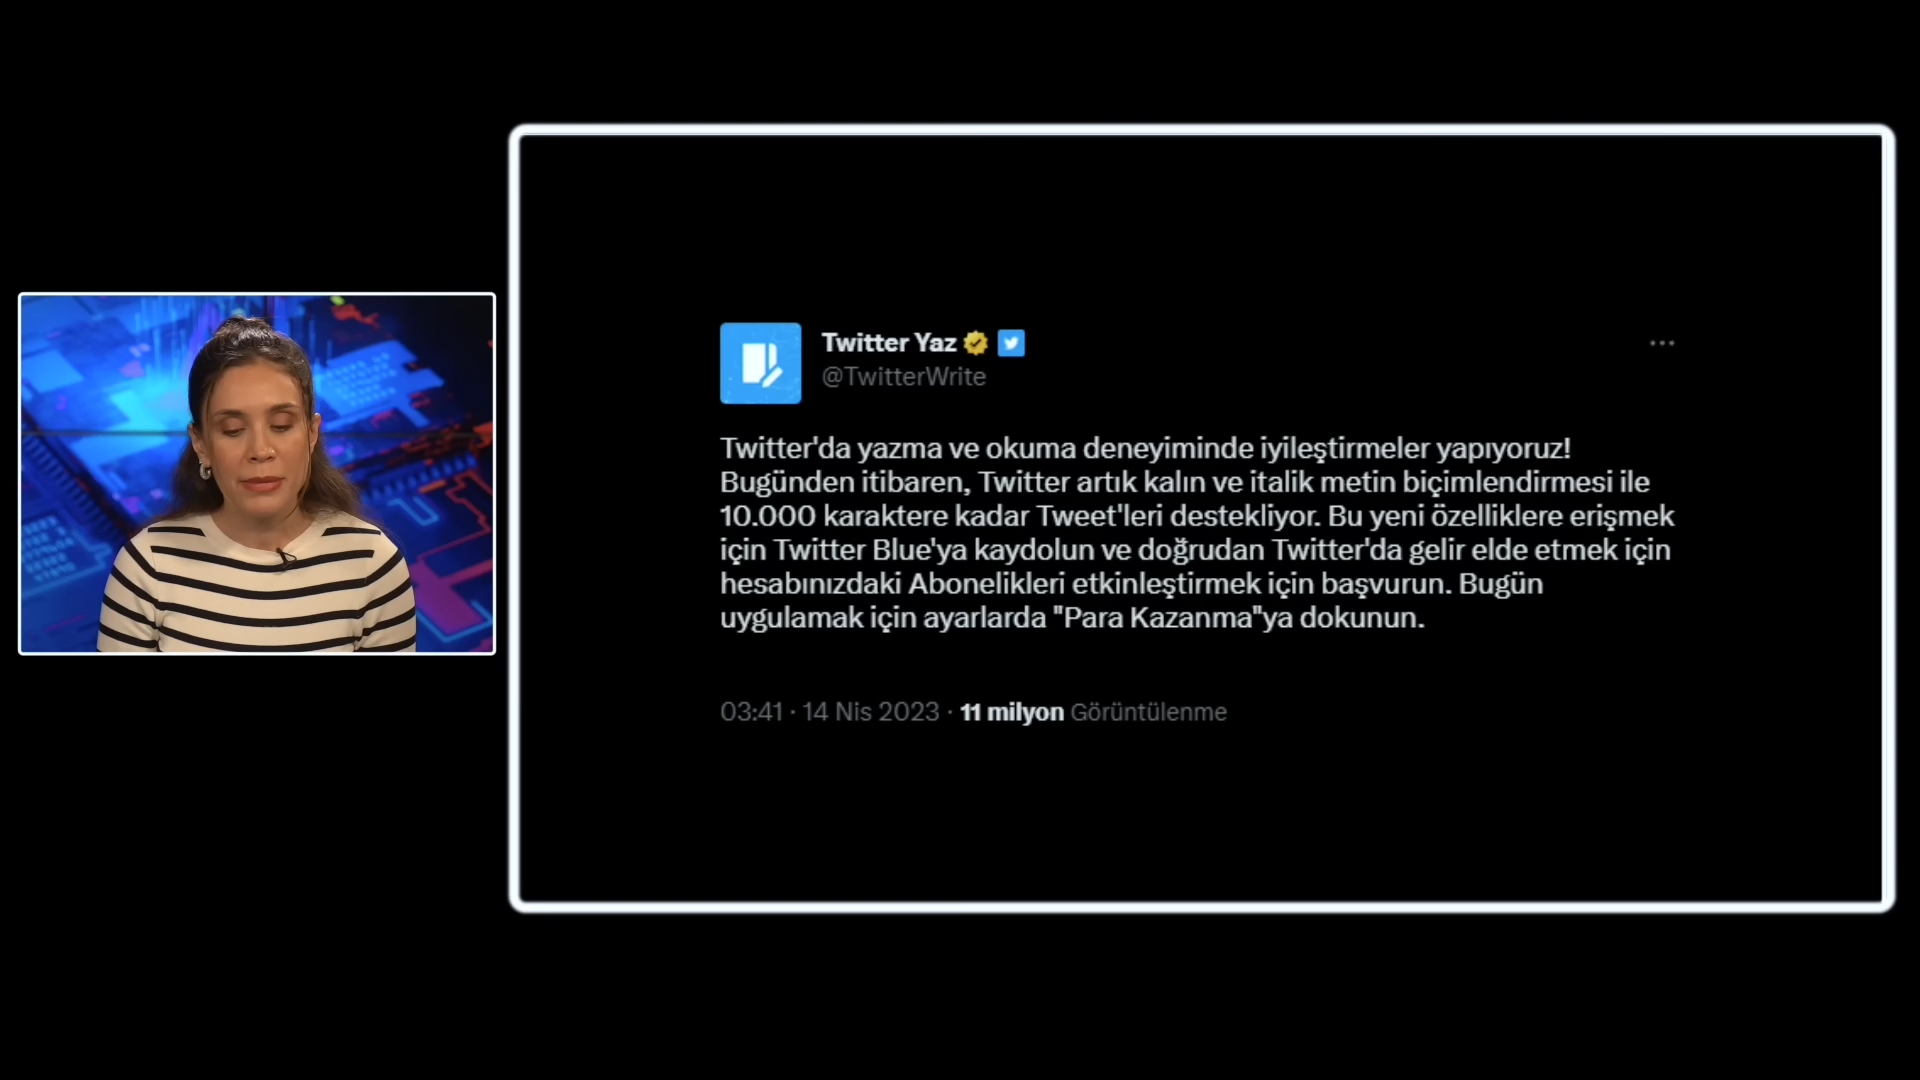 Twitter Yaz
@TwitterWrite
Twitter'da yazma ve okuma deneyiminde iyileştirmeler yapıyoruz!
Bugünden itibaren, Twitter artık kalın ve italik metin biçimlendirmesi ile
10.000 karaktere kadar Tweet'leri destekliyor. Bu yeni özelliklere erişmek
için Twitter Blue'ya kaydolun ve doğrudan Twitter'da gelir elde etmek için
hesabınızdaki Abonelikleri etkinleştirmek için başvurun. Bugün
uygulamak için ayarlarda "Para Kazanma"ya dokunun.
03:41 · 14 Nis 2023 · 11 milyon Görüntülenme